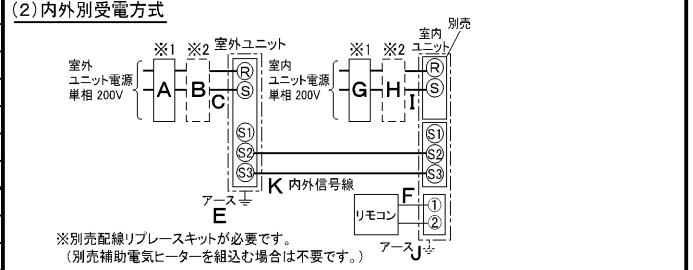 (2)内外別受電方式
別売
※1 ※2 室外ユニット
※1 ※2 室内ユニット
室外
ユニット電源
単相 200V
A B C
R
S
室内
ユニット電源
単相 200V
G H I
R
S
S1
S2
S3
S1
S2
S3
K 内外信号線
アース
E
F
リモコン
①
②
アース J
※別売配線リプレースキットが必要です。
(別売補助電気ヒーターを組込む場合は不要です。)